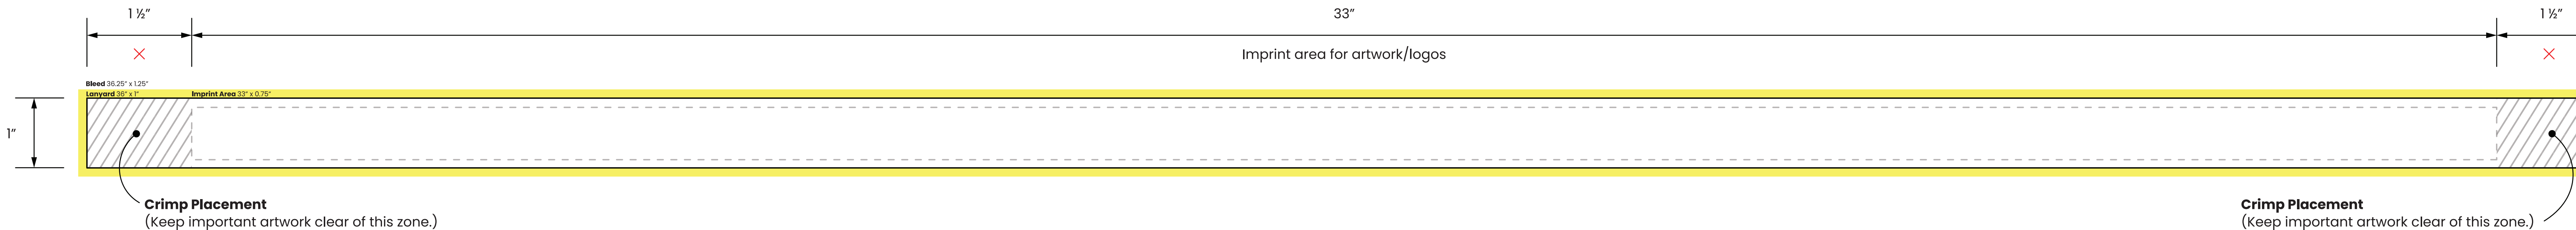 1 ½”
33”
1 ½”
Imprint area for artwork/logos
Bleed 36.25” x 1.25”
Lanyard 36” x 1”
Imprint Area 33” x 0.75”
1”
Crimp Placement
(Keep important artwork clear of this zone.)
Crimp Placement
(Keep important artwork clear of this zone.)